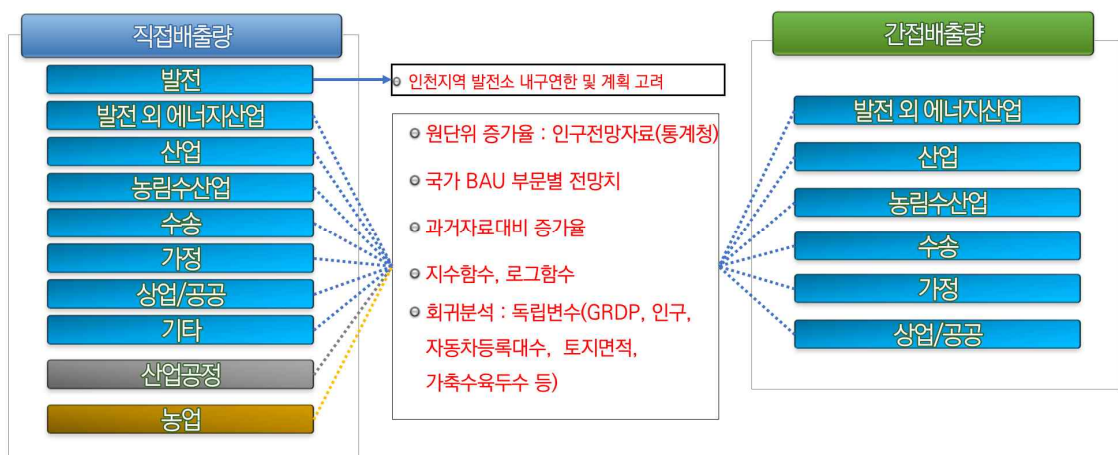 직접배출량
발전
발전 외 에너지산업
산업
농림수산업
수송
가정
상업/공공
기타
산업공정
농업
인천지역 발전소 내구연한 및 계획 고려
원단위 증가율 : 인구전망자료(통계청)
국가 BAU 부문별 전망치
과거자료대비 증가율
지수함수, 로그함수
회귀분석 : 독립변수(GRDP, 인구,
자동차등록대수, 토지면적,
가축수육두수 등)
간접배출량
발전 외 에너지산업
산업
농림수산업
수송
가정
상업/공공